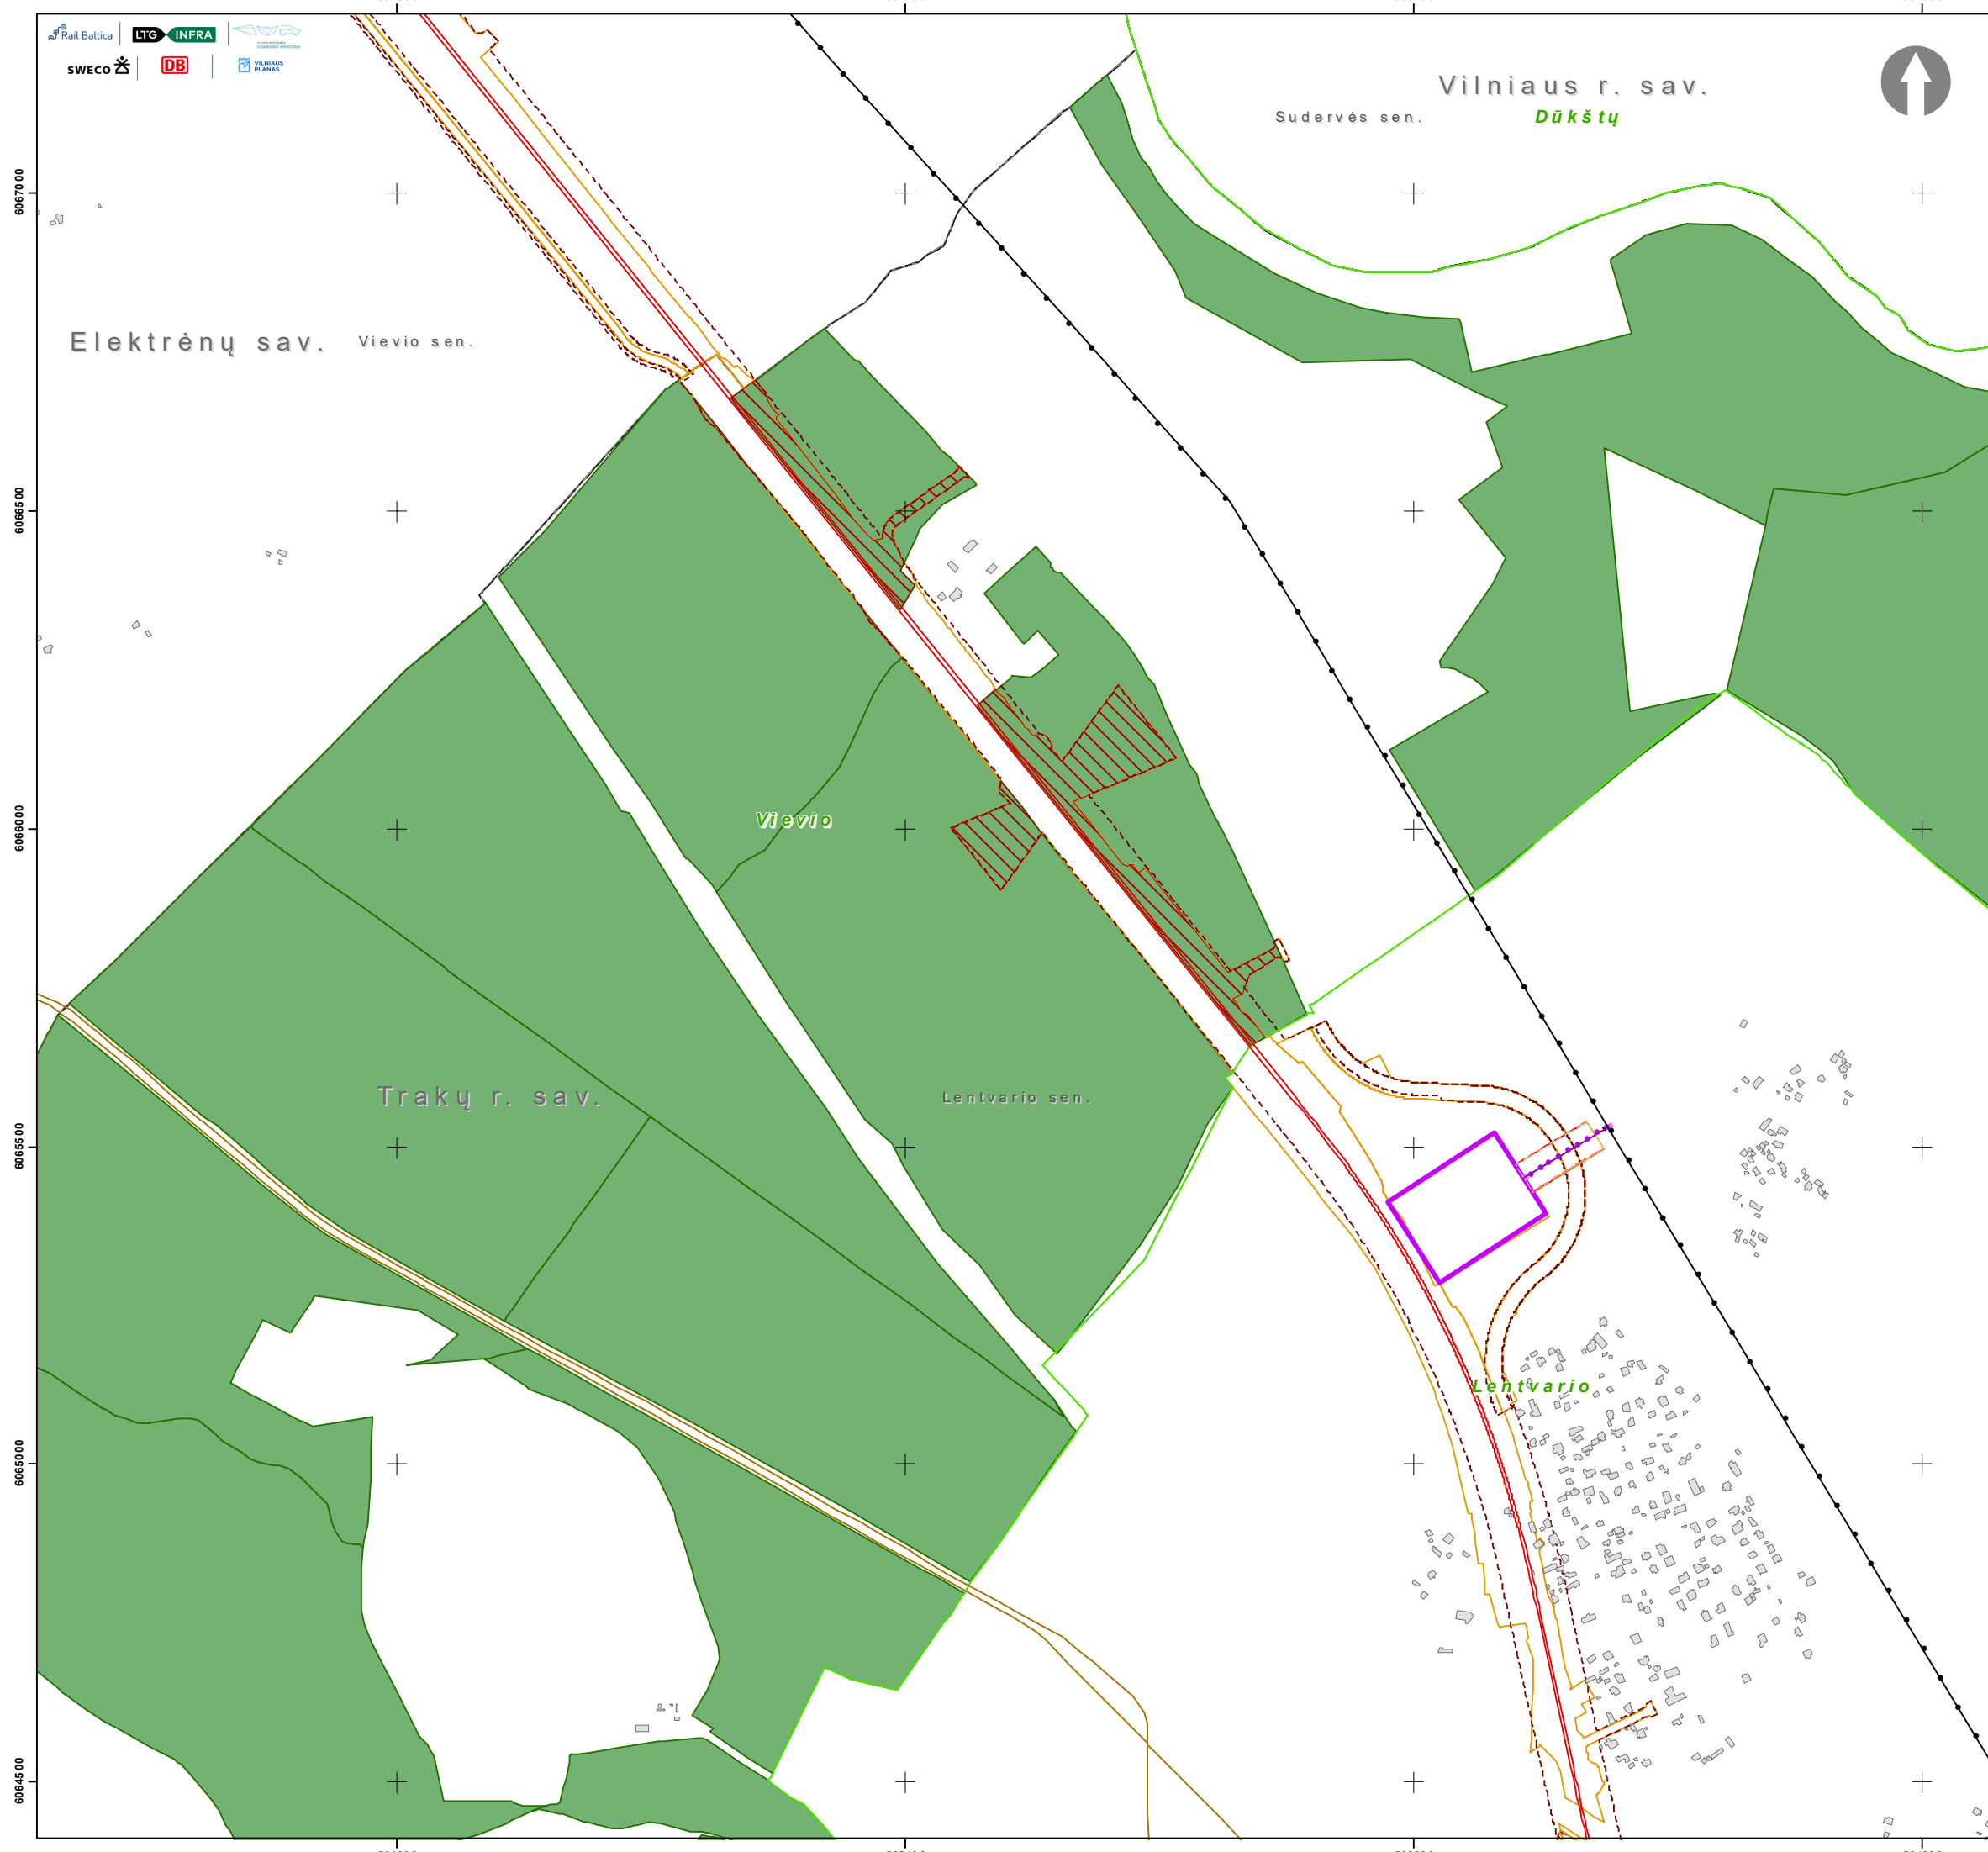 Rail Baltica
LTG INFRA
SWECO
DB
VILNIAUS
PLANAS
Vilniaus r. sav.
Sudervės sen.
Dūkštų
Elektrėnų sav.
Vievio sen.
Vievio
Trakų r. sav.
Lentvario sen.
Lentvario
6067000
6066500
6066000
6065500
6065000
6064500